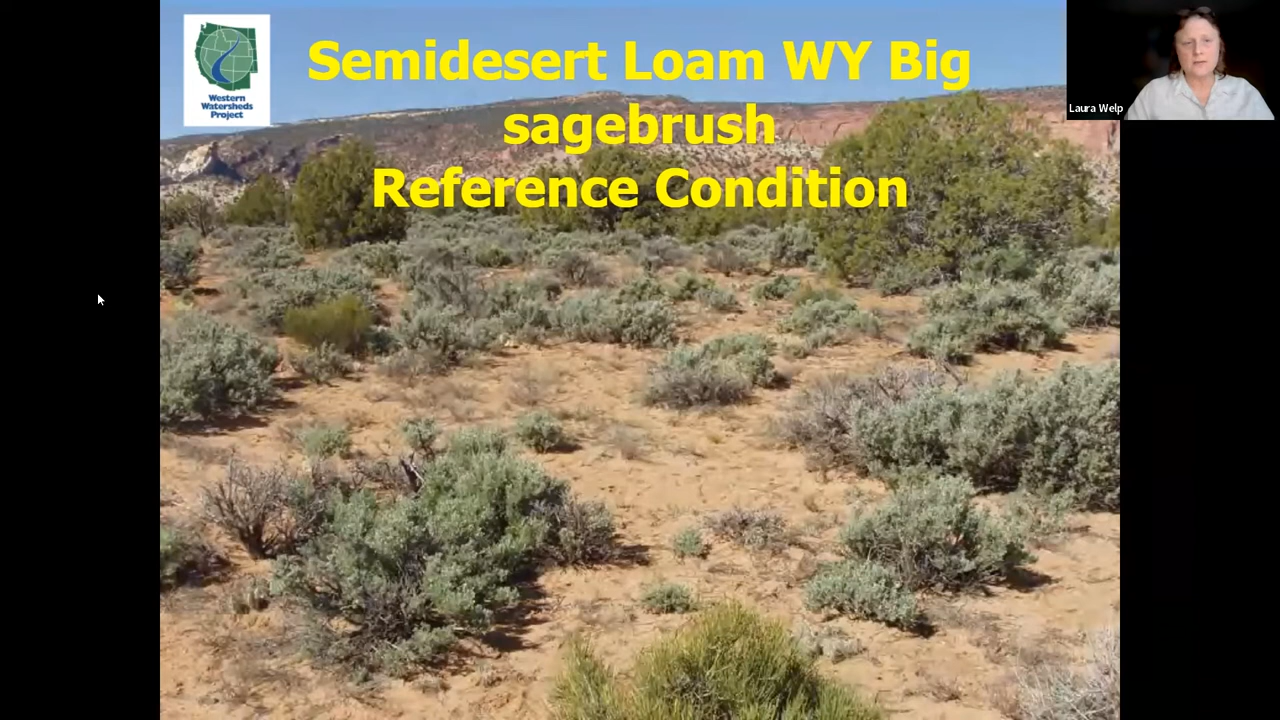 Western
Watersheds
Project
Semidesert Loam WY Big
sagebrush
Reference Condition
Laura Welp